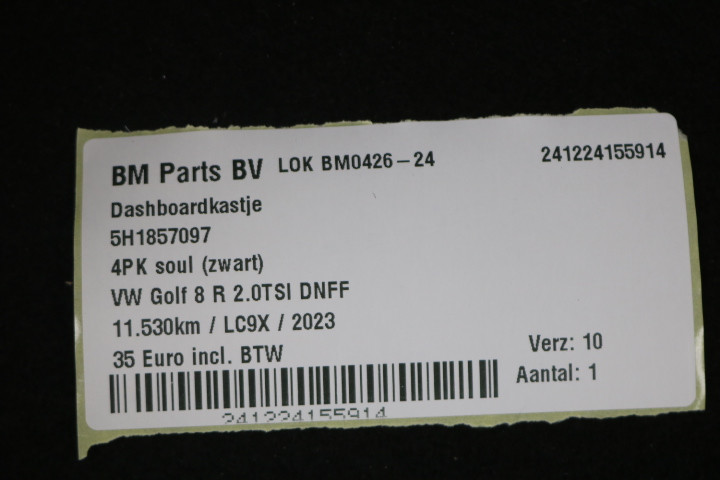 BM Parts BV LOK BM0426-24 241224155914
Dashboardkastje
5H1857097
4PK soul (zwart)
VW Golf 8 R 2.0TSI DNFF
11.530km / LC9X / 2023
35 Euro incl. BTW
Verz: 10
Aantal: 1
241224155914